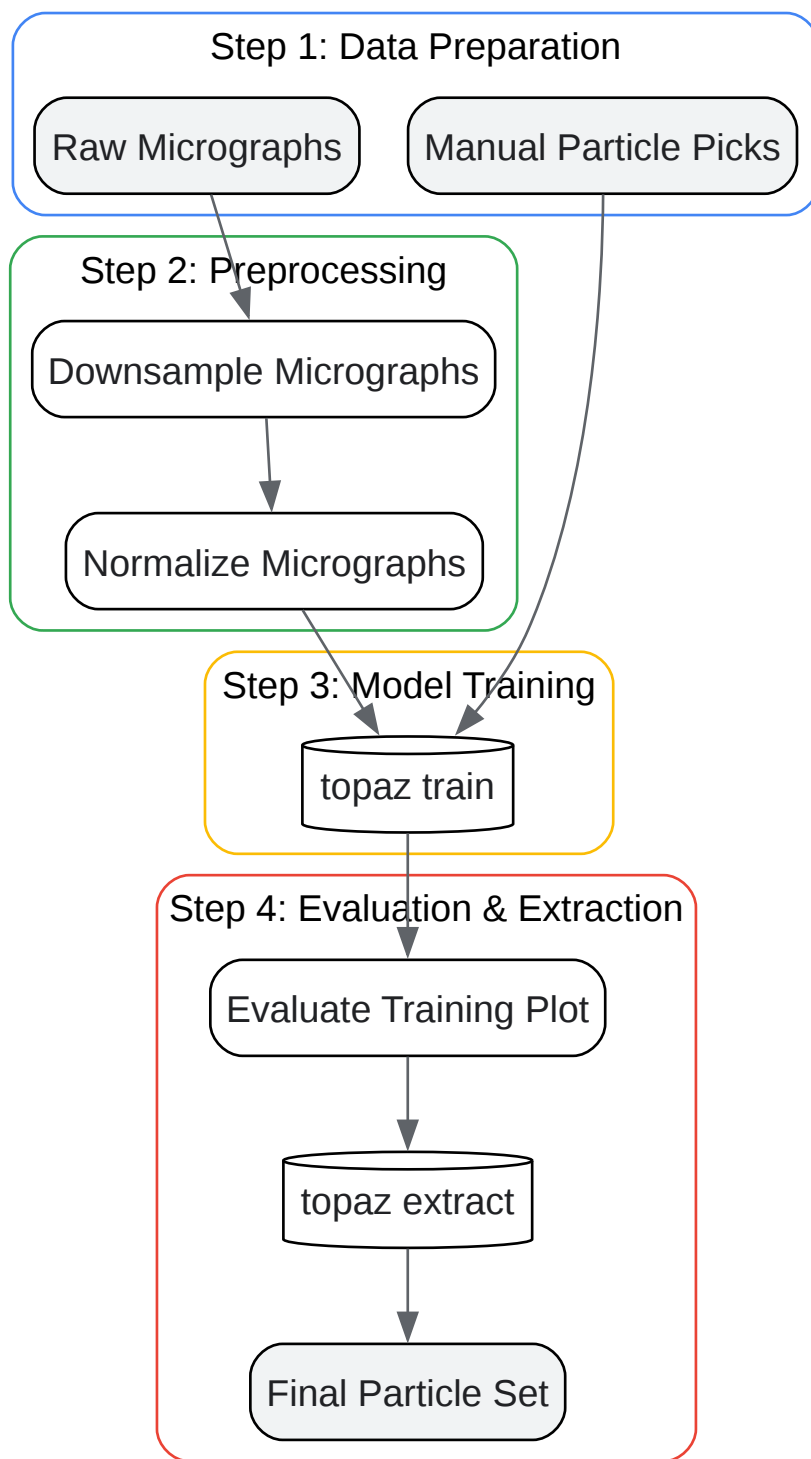 Step 1: Data Preparation
Raw Micrographs
Manual Particle Picks
Step 2: Preprocessing
Downsample Micrographs
Normalize Micrographs
Step 3: Model Training
topaz train
Step 4: Evaluation & Extraction
Evaluate Training Plot
topaz extract
Final Particle Set